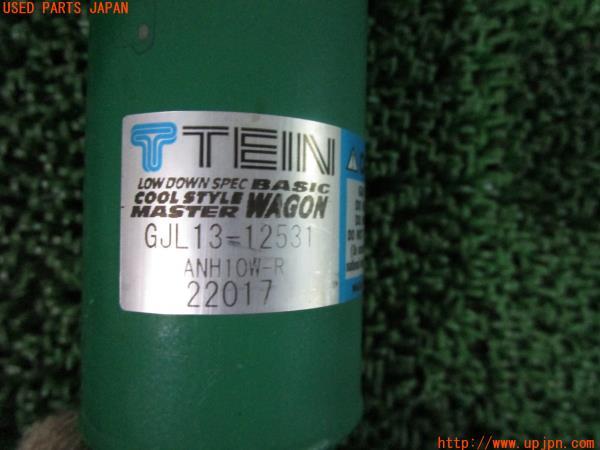 USED PARTS JAPAN
TEIN
LOW DOWN SPEC BASIC
COOL STYLE
MASTER WAGON
GJL13-12531
ANH10W-R
22017
http://www.upjpn.com/